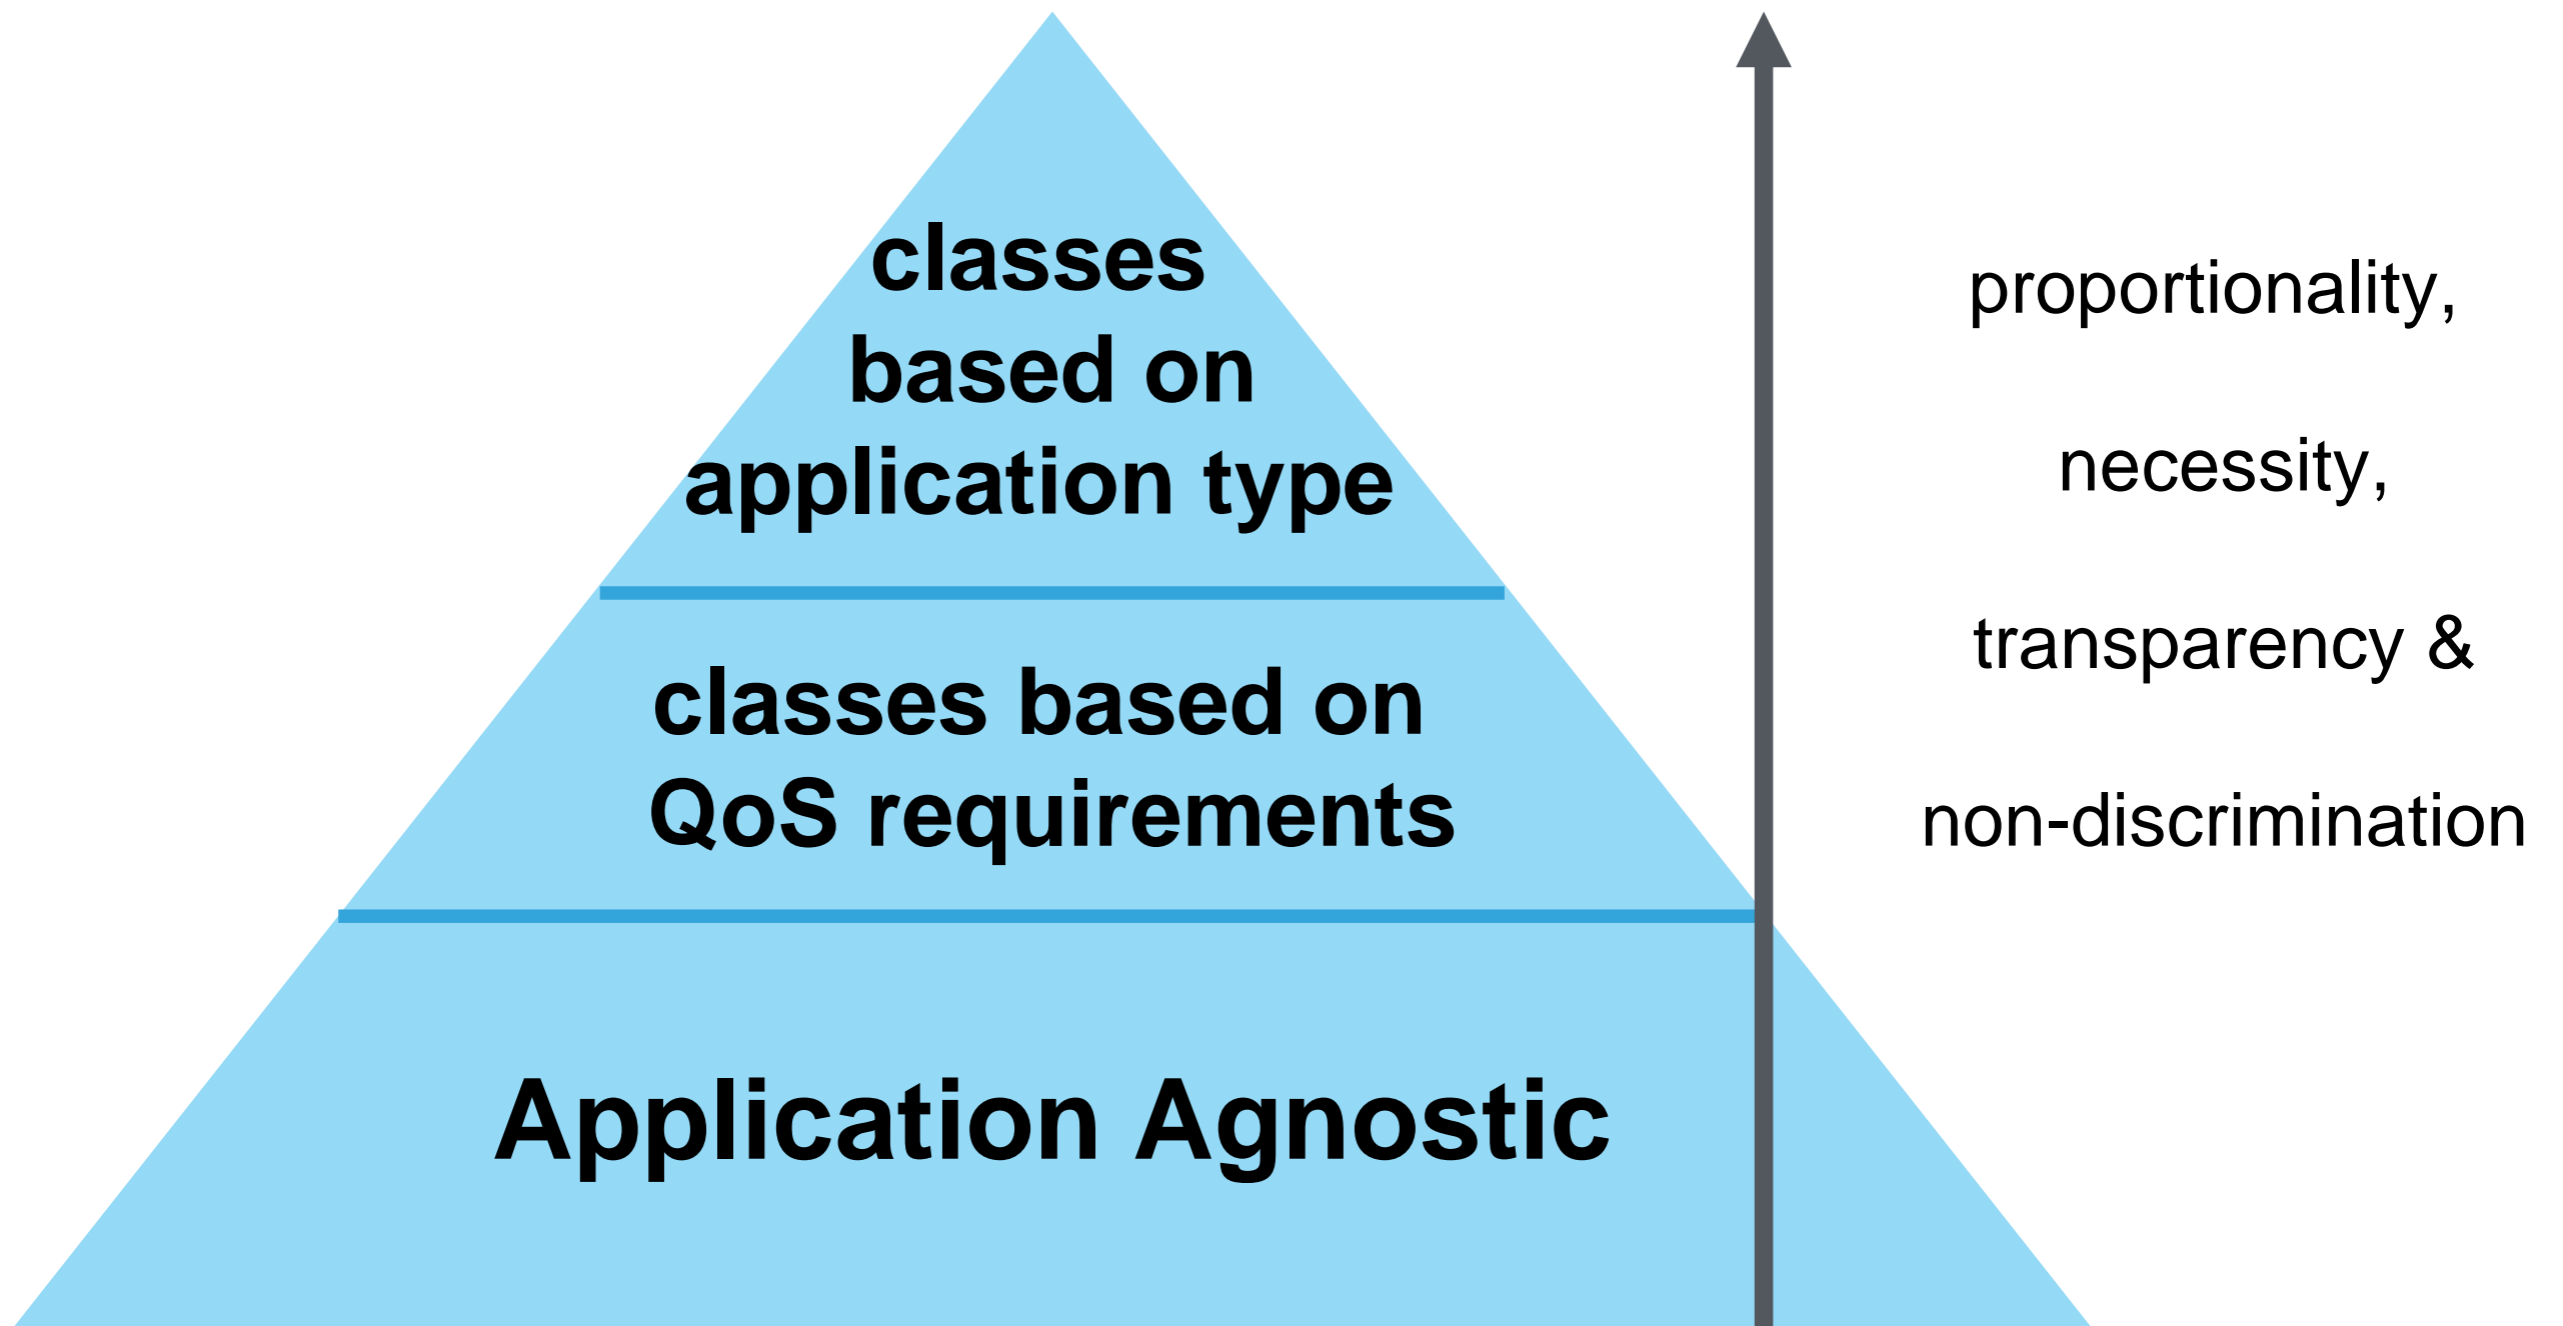 classes
based on
application type
classes based on
QoS requirements
Application Agnostic
proportionality,
necessity,
transparency &
non-discrimination